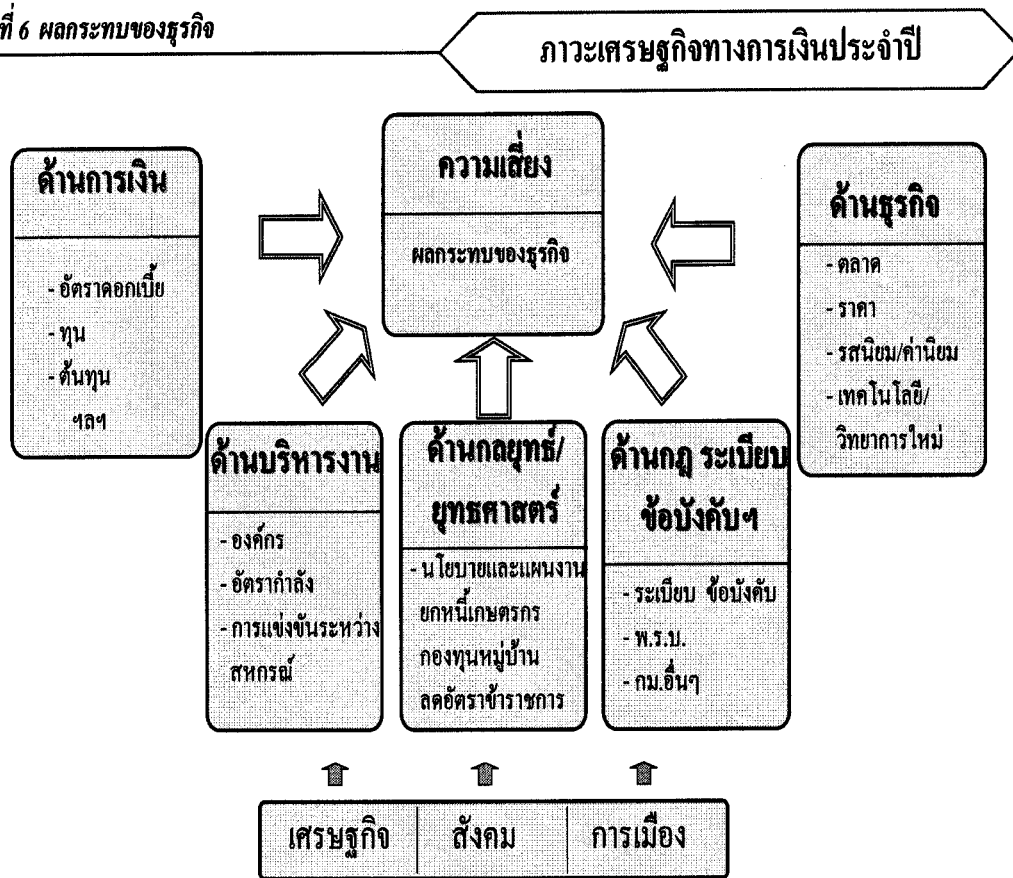 ที่ 6 ผลกระทบของธุรกิจ
ภาวะเศรษฐกิจทางการเงินประจำปี
ความเสี่ยง
ผลกระทบของธุรกิจ
ด้านการเงิน
- อัตราดอกเบี้ย
- ทุน
- ต้นทุน
ฯลฯ
ด้านธุรกิจ
- ตลาด
- ราคา
- รสนิยม/ค่านิยม
- เทคโนโลยี/
วิทยาการใหม่
ด้านบริหารงาน
- องค์กร
- อัตรากำลัง
- การแข่งขันระหว่าง
สหกรณ์
ด้านกลยุทธ์/
ยุทธศาสตร์
- นโยบายและแผนงาน
ยกหนี้เกษตรกร
กองทุนหมู่บ้าน
ลดอัตราข้าราชการ
ด้านกฎ ระเบียบ
ข้อบังคับฯ
- ระเบียบ ข้อบังคับ
- พ.ร.บ.
- กม.อื่นๆ
เศรษฐกิจ สังคม การเมือง